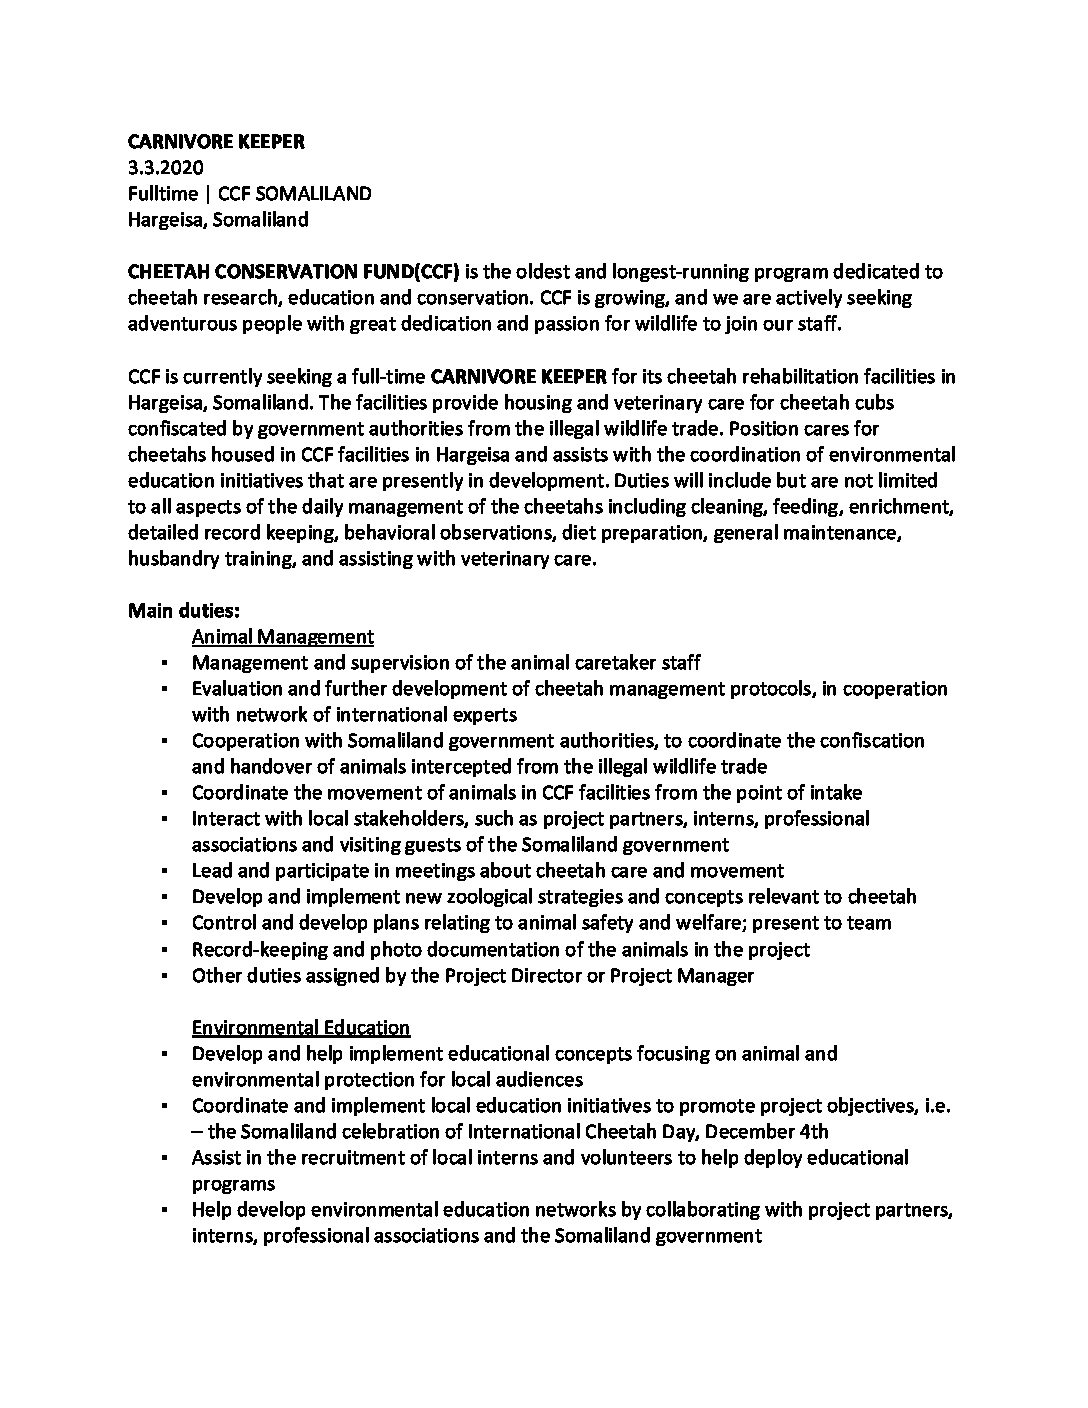 CARNIVORE KEEPER
3.3.2020
Fulltime | CCF SOMALILAND
Hargeisa, Somaliland
CHEETAH CONSERVATION FUND(CCF) is the oldest and longest-running program dedicated to
cheetah research, education and conservation. CCF is growing, and we are actively seeking
adventurous people with great dedication and passion for wildlife to join our staff.
CCF is currently seeking a full-time CARNIVORE KEEPER for its cheetah rehabilitation facilities in
Hargeisa, Somaliland. The facilities provide housing and veterinary care for cheetah cubs
confiscated by government authorities from the illegal wildlife trade. Position cares for
cheetahs housed in CCF facilities in Hargeisa and assists with the coordination of environmental
education initiatives that are presently in development. Duties will include but are not limited
to all aspects of the daily management of the cheetahs including cleaning, feeding, enrichment,
detailed record keeping, behavioral observations, diet preparation, general maintenance,
husbandry training, and assisting with veterinary care.
Main duties:
Animal Management
▪ Management and supervision of the animal caretaker staff
▪ Evaluation and further development of cheetah management protocols, in cooperation
with network of international experts
▪ Cooperation with Somaliland government authorities, to coordinate the confiscation
and handover of animals intercepted from the illegal wildlife trade
▪ Coordinate the movement of animals in CCF facilities from the point of intake
▪ Interact with local stakeholders, such as project partners, interns, professional
associations and visiting guests of the Somaliland government
▪ Lead and participate in meetings about cheetah care and movement
▪ Develop and implement new zoological strategies and concepts relevant to cheetah
▪ Control and develop plans relating to animal safety and welfare; present to team
▪ Record-keeping and photo documentation of the animals in the project
▪ Other duties assigned by the Project Director or Project Manager
Environmental Education
▪ Develop and help implement educational concepts focusing on animal and
environmental protection for local audiences
▪ Coordinate and implement local education initiatives to promote project objectives, i.e.
– the Somaliland celebration of International Cheetah Day, December 4th
▪ Assist in the recruitment of local interns and volunteers to help deploy educational
programs
▪ Help develop environmental education networks by collaborating with project partners,
interns, professional associations and the Somaliland government